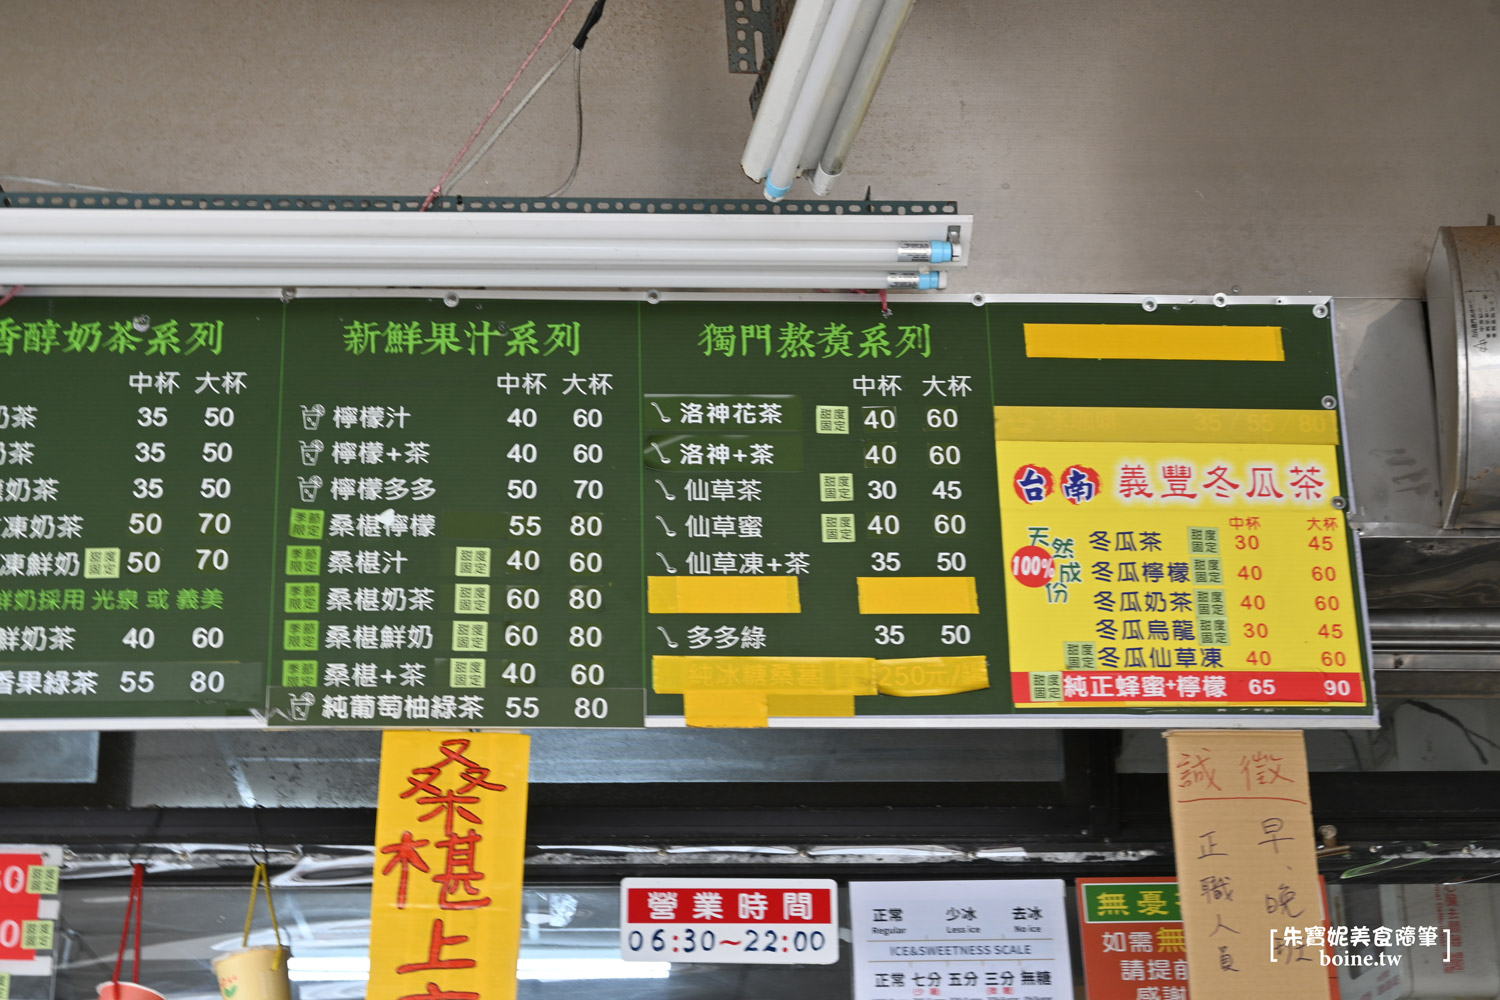 香醇奶茶系列
中杯 大杯
奶茶 35 50
奶茶 35 50
奶茶 35 50
凍奶茶 50 70
凍鮮奶 甜度固定 50 70
鮮奶採用 光泉 或 義美
鮮奶茶 40 60
香果綠茶 55 80
新鮮果汁系列
中杯 大杯
檸檬汁 40 60
檸檬+茶 40 60
檸檬多多 50 70
季節限定 桑椹檸檬 55 80
季節限定 桑椹汁 甜度固定 40 60
季節限定 桑椹奶茶 甜度固定 60 80
季節限定 桑椹鮮奶 甜度固定 60 80
季節限定 桑椹+茶 甜度固定 40 60
純葡萄柚綠茶 55 80
獨門熬煮系列
中杯 大杯
洛神花茶 甜度固定 40 60
洛神+茶 40 60
仙草茶 甜度固定 30 45
仙草蜜 甜度固定 40 60
仙草凍+茶 35 50
多多綠 35 50
250元/
台南 義豐冬瓜茶
天然成份
100%
中杯 大杯
冬瓜茶 甜度固定 30 45
冬瓜檸檬 甜度固定 40 60
冬瓜奶茶 甜度固定 40 60
冬瓜烏龍 甜度固定 30 45
甜度固定 冬瓜仙草凍 40 60
甜度固定 純正蜂蜜+檸檬 65 90
桑椹上
誠徵
早、晚班
正職人員
營業時間
06:30~22:00
正常 少冰 去冰
Regular Less ice No ice
ICE&SWEETNESS SCALE
正常 七分 五分 三分 無糖
無憂
如需無
請提前
感謝
甜度固定
甜度固定
[朱寶妮美食隨筆]
boine.tw